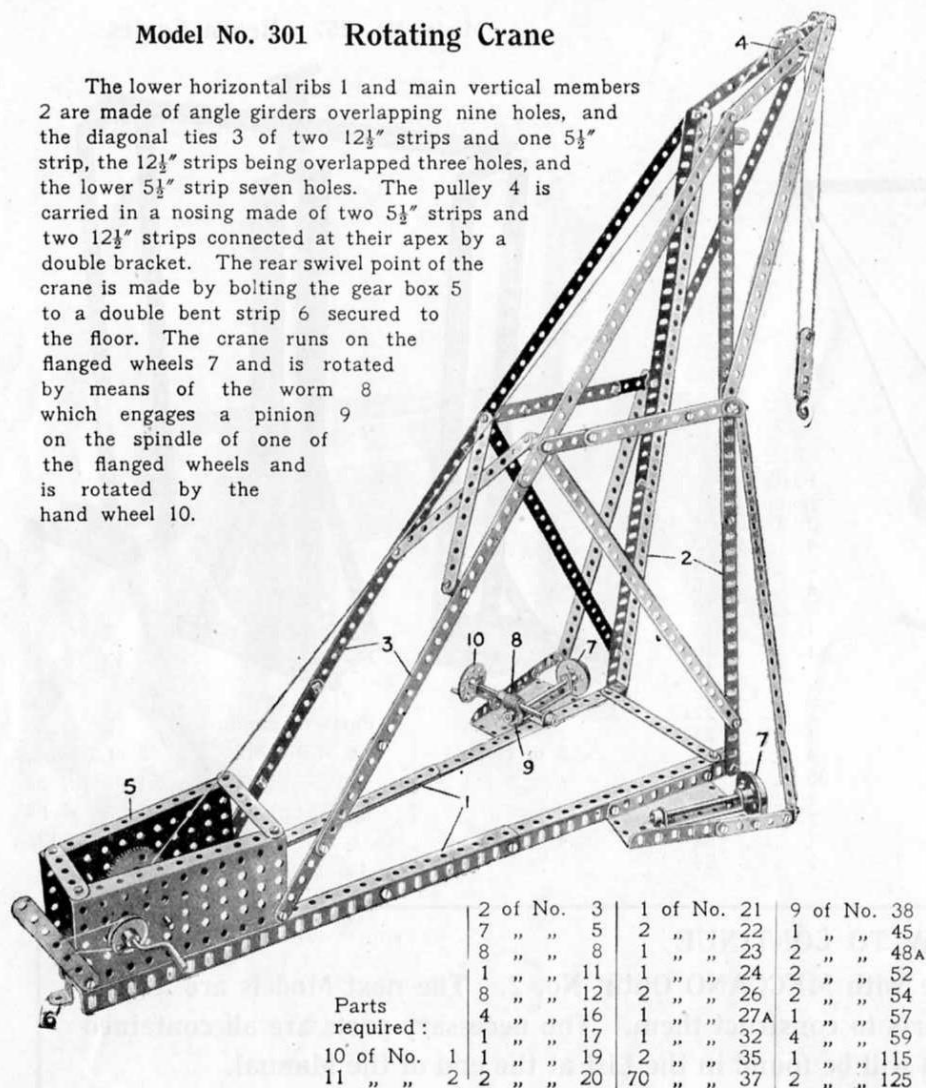 Model No. 301 Rotating Crane
The lower horizontal ribs 1 and main vertical members
2 are made of angle girders overlapping nine holes, and
the diagonal ties 3 of two 12½″ strips and one 5½″
strip, the 12½″ strips being overlapped three holes, and
the lower 5½″ strip seven holes. The pulley 4 is
carried in a nosing made of two 5½″ strips and
two 12½″ strips connected at their apex by a
double bracket. The rear swivel point of the
crane is made by bolting the gear box 5
to a double bent strip 6 secured to
the floor. The crane runs on the
flanged wheels 7 and is rotated
by means of the worm 8
which engages a pinion 9
on the spindle of one of
the flanged wheels and
is rotated by the
hand wheel 10.
4
2
3
10 8 7
9
7
5
1
6
Parts
required:
10 of No. 1
11 „ „ 2
2 of No. 3
7 „ „ 5
8 „ „ 8
1 „ „ 11
8 „ „ 12
4 „ „ 16
1 „ „ 17
1 „ „ 19
2 „ „ 20
1 of No. 21
2 „ „ 22
1 „ „ 23
1 „ „ 24
2 „ „ 26
1 „ „ 27A
1 „ „ 32
2 „ „ 35
70 „ „ 37
9 of No. 38
1 „ „ 45
2 „ „ 48A
2 „ „ 52
2 „ „ 54
1 „ „ 57
4 „ „ 59
1 „ „ 115
1 „ „ 125